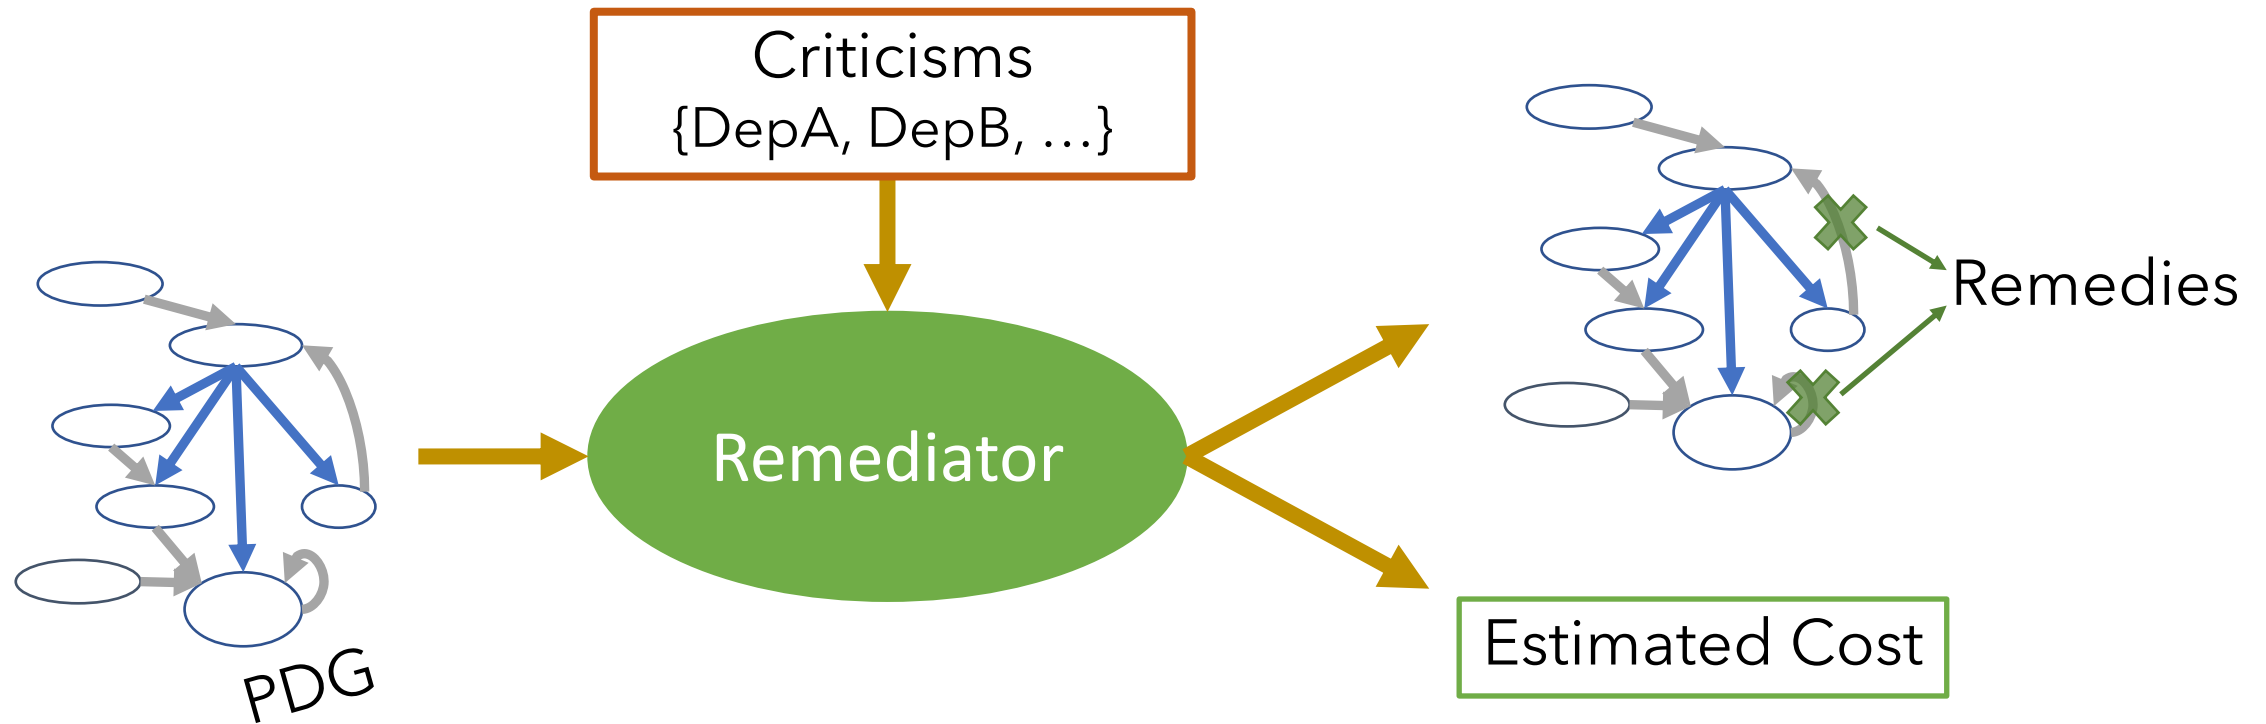 Criticisms
{DepA, DepB, …}
Remedies
Remediator
Estimated Cost
PDG